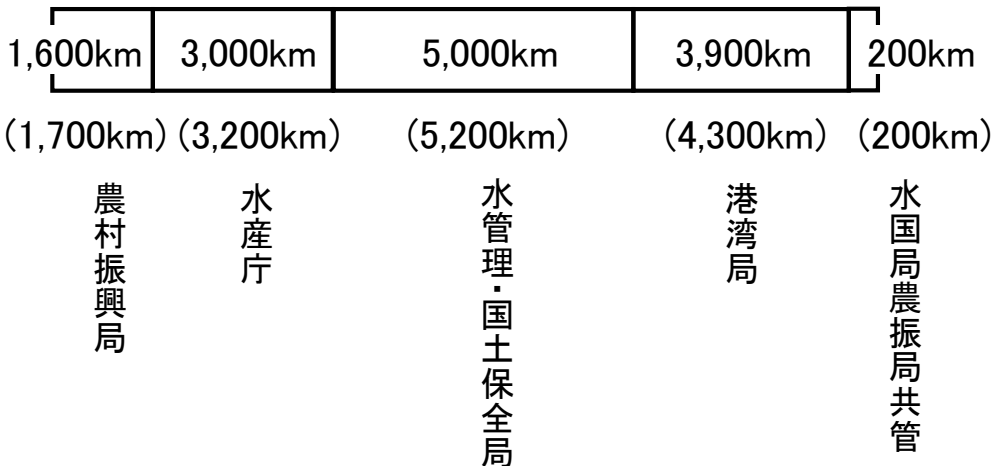 1,600km 3,000km 5,000km 3,900km 200km
(1,700km) (3,200km) (5,200km) (4,300km) (200km)
農村振興局
水産庁
水管理・国土保全局
港湾局
水国局農振局共管